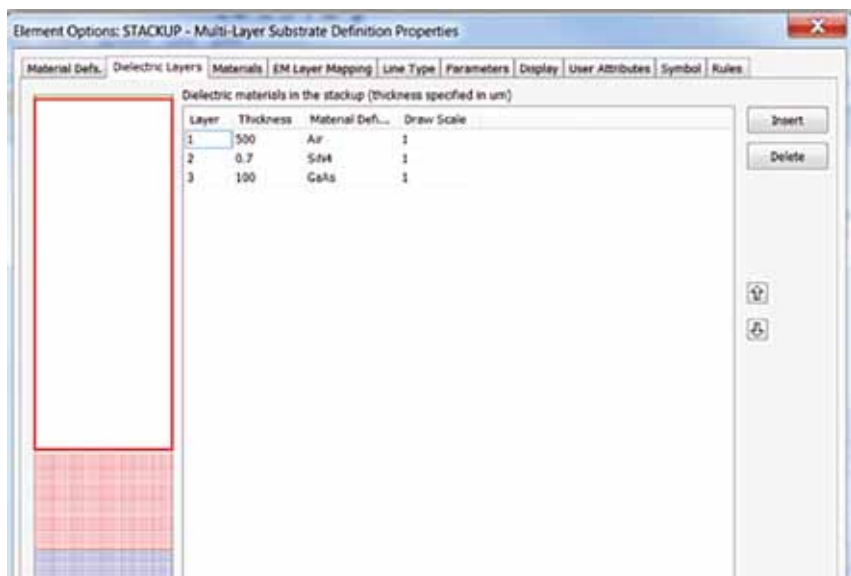 Element Options: STACKUP - Multi-Layer Substrate Definition Properties
Material Defs. Dielectric Layers Materials EM Layer Mapping Line Type Parameters Display User Attributes Symbol Rules
Dielectric materials in the stackup (thickness specified in um)
Layer Thickness Material Defi... Draw Scale
1 500 Air 1
2 0.7 1
3 100 GaAs 1
Insert
Delete